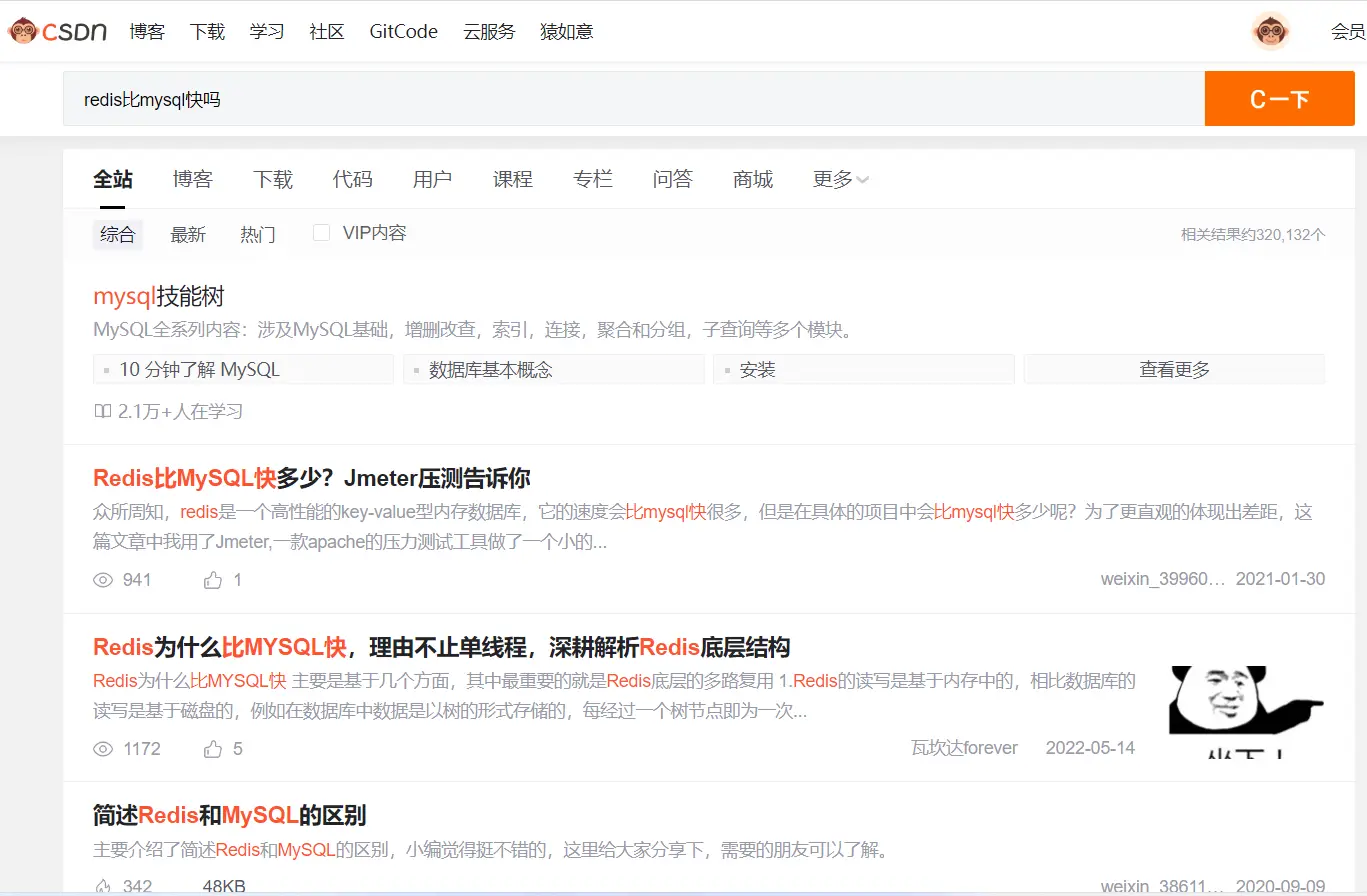 CSDN 博客 下载 学习 社区 GitCode 云服务 猿如意 会员
redis比mysql快吗 C一下
全站 博客 下载 代码 用户 课程 专栏 问答 商城 更多
综合 最新 热门 VIP内容 相关结果约320,132个
mysql技能树
MySQL全系列内容：涉及MySQL基础，增删改查，索引，连接，聚合和分组，子查询等多个模块。
10 分钟了解 MySQL 数据库基本概念 安装 查看更多
2.1万+人在学习
Redis比MySQL快多少？Jmeter压测告诉你
众所周知，redis是一个高性能的key-value型内存数据库，它的速度会比mysql快很多，但是在具体的项目中会比mysql快多少呢？为了更直观的体现出差距，这
篇文章中我用了Jmeter,一款apache的压力测试工具做了一个小的...
941 1 weixin_39960... 2021-01-30
Redis为什么比MYSQL快，理由不止单线程，深耕解析Redis底层结构
Redis为什么比MYSQL快 主要是基于几个方面，其中最重要的就是Redis底层的多路复用 1.Redis的读写是基于内存中的，相比数据库的
读写是基于磁盘的，例如在数据库中数据是以树的形式存储的，每经过一个树节点即为一次...
1172 5 瓦坎达forever 2022-05-14
简述Redis和MySQL的区别
主要介绍了简述Redis和MySQL的区别，小编觉得挺不错的，这里给大家分享下，需要的朋友可以了解。
342 48KB weixin_38611... 2020-09-09